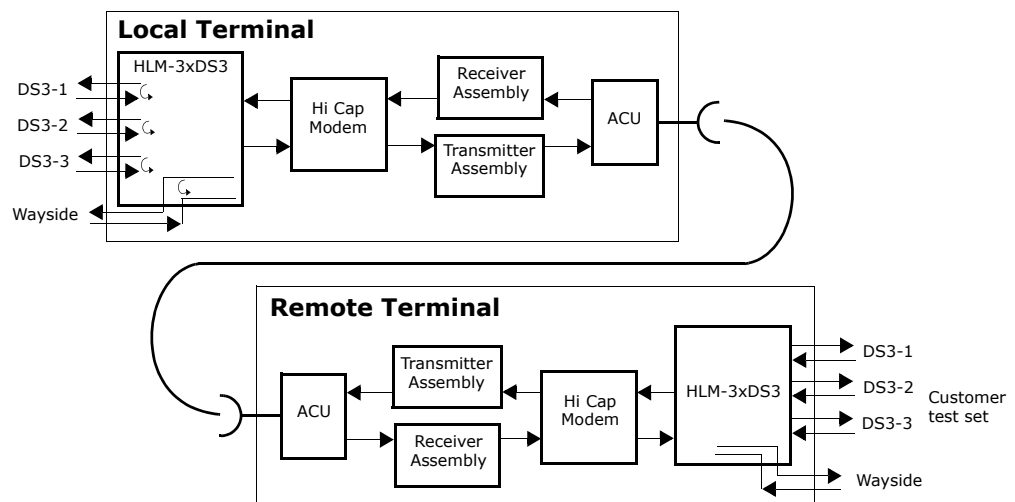 Local Terminal
HLM-3xDS3
DS3-1
DS3-2
DS3-3
Wayside
Hi Cap
Modem
Receiver
Assembly
Transmitter
Assembly
ACU
Remote Terminal
ACU
Transmitter
Assembly
Receiver
Assembly
Hi Cap
Modem
HLM-3xDS3
DS3-1
DS3-2
DS3-3
Customer
test set
Wayside